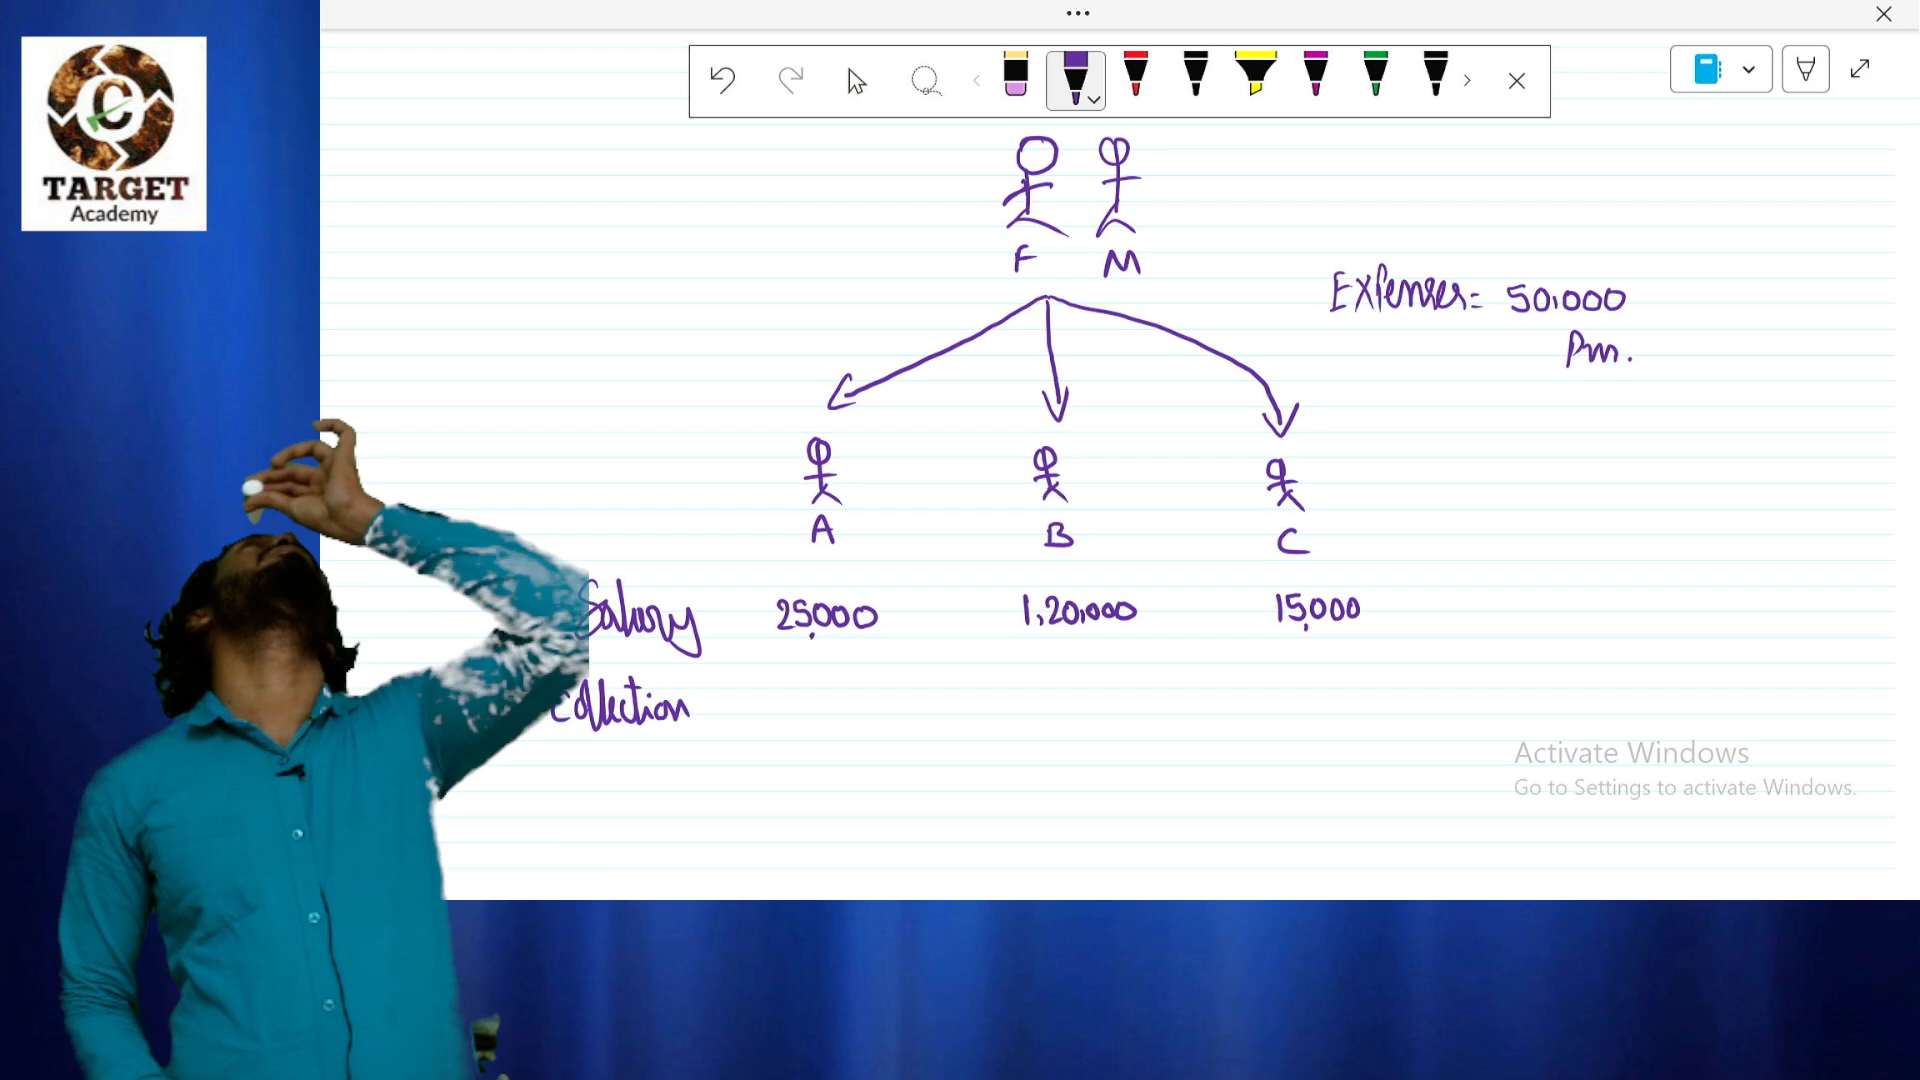 TARGET
Academy
F M
Expenses = 50,000
Pm.
A B C
Salary 25,000 1,20,000 15,000
Collection
Activate Windows
Go to Settings to activate Windows.